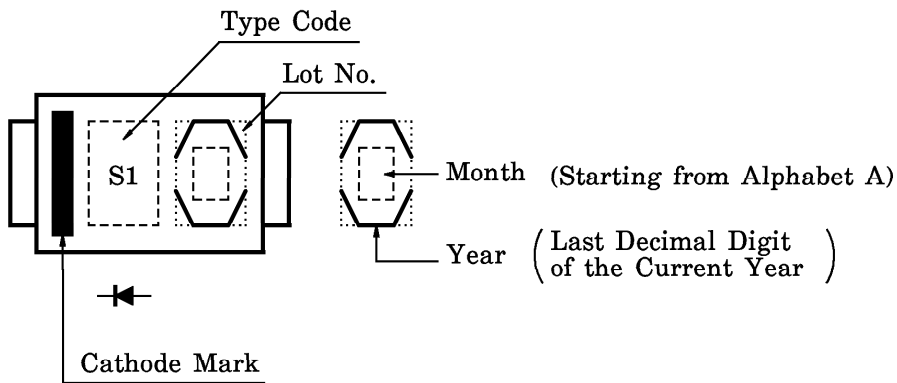 Type Code
Lot No.
S1
Month (Starting from Alphabet A)
Year (Last Decimal Digit
of the Current Year)
Cathode Mark